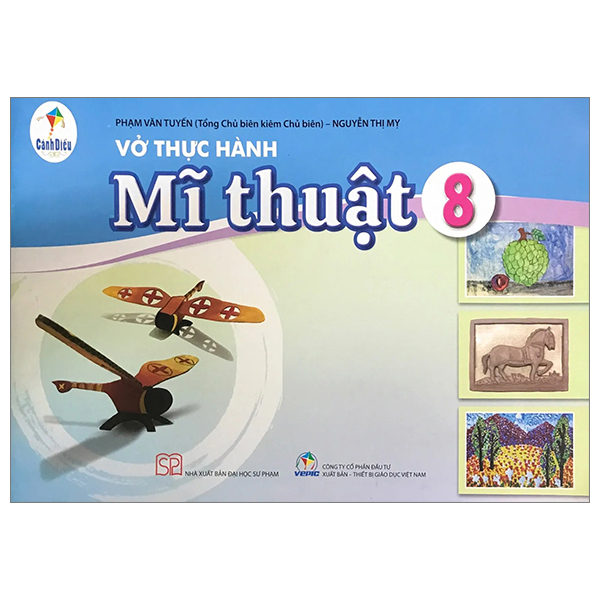 Cánh Diều
PHẠM VĂN TUYẾN (Tổng Chủ biên kiêm Chủ biên) – NGUYỄN THỊ MỴ
VỞ THỰC HÀNH
Mĩ thuật 8
SP
NHÀ XUẤT BẢN ĐẠI HỌC SƯ PHẠM
VEPIC
CÔNG TY CỔ PHẦN ĐẦU TƯ
XUẤT BẢN – THIẾT BỊ GIÁO DỤC VIỆT NAM